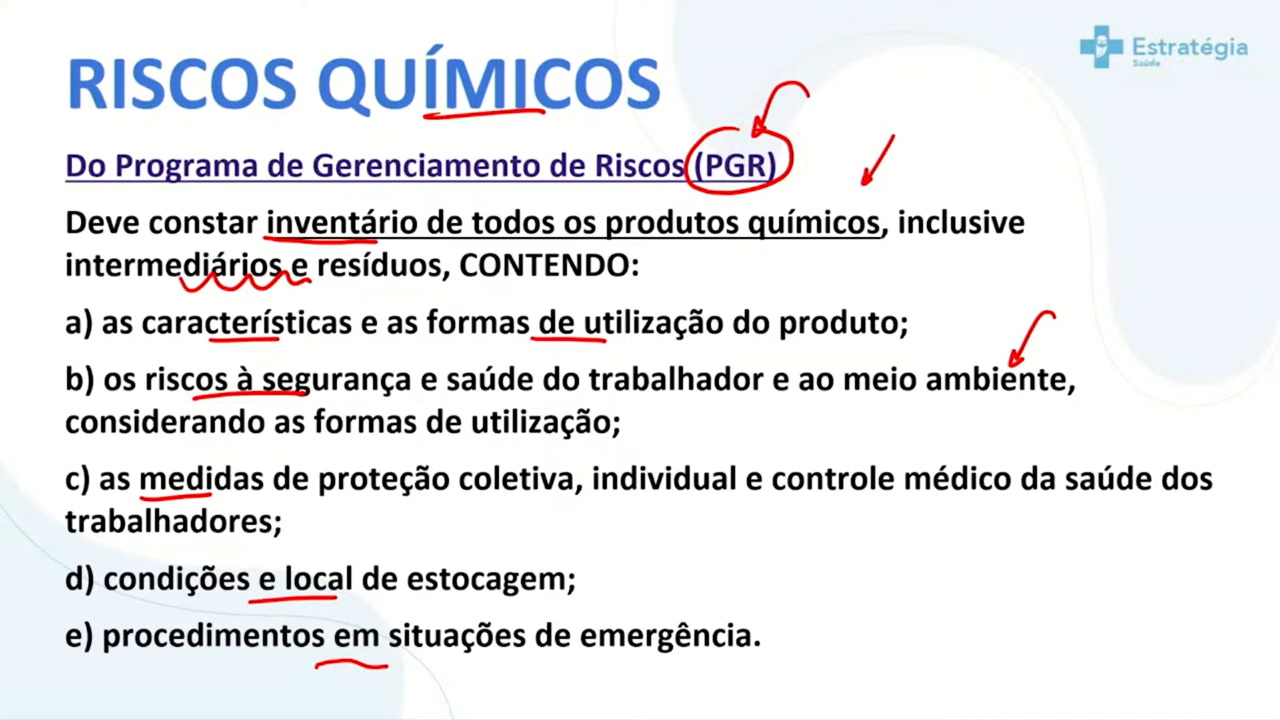 Estratégia
Saúde
RISCOS QUÍMICOS
Do Programa de Gerenciamento de Riscos (PGR)
Deve constar inventário de todos os produtos químicos, inclusive
intermediários e resíduos, CONTENDO:
a) as características e as formas de utilização do produto;
b) os riscos à segurança e saúde do trabalhador e ao meio ambiente,
considerando as formas de utilização;
c) as medidas de proteção coletiva, individual e controle médico da saúde dos
trabalhadores;
d) condições e local de estocagem;
e) procedimentos em situações de emergência.